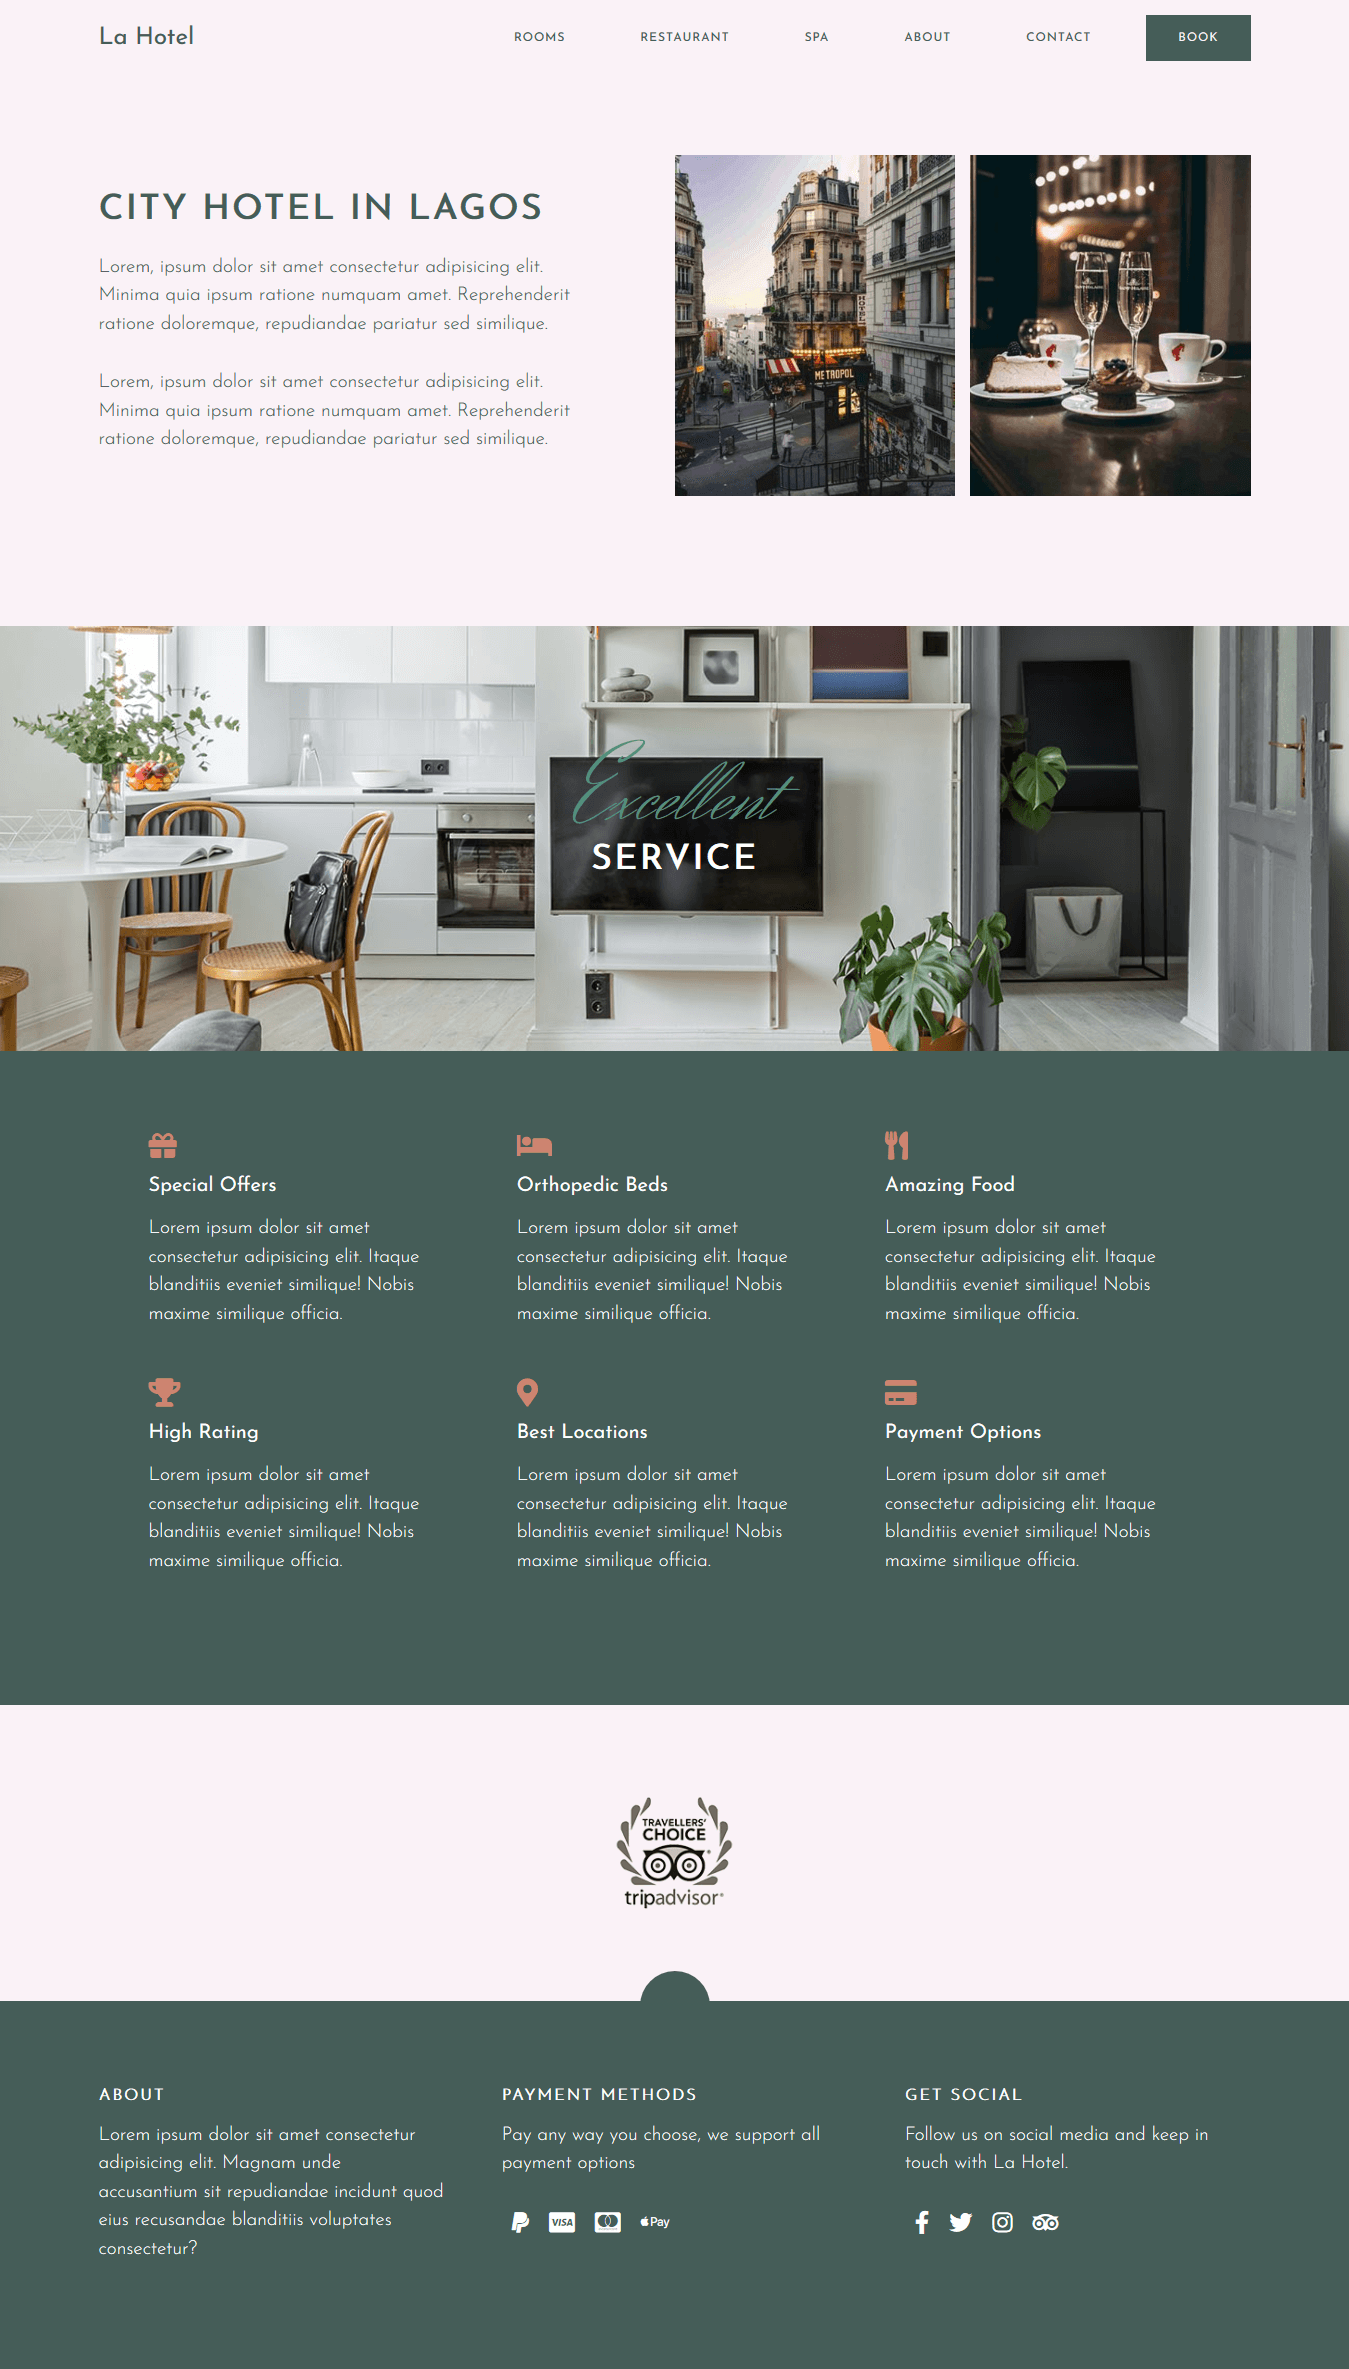 La Hotel
ROOMS
RESTAURANT
SPA
ABOUT
CONTACT
BOOK
CITY HOTEL IN LAGOS
Lorem, ipsum dolor sit amet consectetur adipisicing elit.
Minima quia ipsum ratione numquam amet. Reprehenderit
ratione doloremque, repudiandae pariatur sed similique.
Lorem, ipsum dolor sit amet consectetur adipisicing elit.
Minima quia ipsum ratione numquam amet. Reprehenderit
ratione doloremque, repudiandae pariatur sed similique.
HOTEL
METROPOL
Excellent
SERVICE
Special Offers
Lorem ipsum dolor sit amet
consectetur adipisicing elit. Itaque
blanditiis eveniet similique! Nobis
maxime similique officia.
Orthopedic Beds
Lorem ipsum dolor sit amet
consectetur adipisicing elit. Itaque
blanditiis eveniet similique! Nobis
maxime similique officia.
Amazing Food
Lorem ipsum dolor sit amet
consectetur adipisicing elit. Itaque
blanditiis eveniet similique! Nobis
maxime similique officia.
High Rating
Lorem ipsum dolor sit amet
consectetur adipisicing elit. Itaque
blanditiis eveniet similique! Nobis
maxime similique officia.
Best Locations
Lorem ipsum dolor sit amet
consectetur adipisicing elit. Itaque
blanditiis eveniet similique! Nobis
maxime similique officia.
Payment Options
Lorem ipsum dolor sit amet
consectetur adipisicing elit. Itaque
blanditiis eveniet similique! Nobis
maxime similique officia.
TRAVELLERS'
CHOICE
tripadvisor®
ABOUT
Lorem ipsum dolor sit amet consectetur
adipisicing elit. Magnam unde
accusantium sit repudiandae incidunt quod
eius recusandae blanditiis voluptates
consectetur?
PAYMENT METHODS
Pay any way you choose, we support all
payment options
VISA
Pay
GET SOCIAL
Follow us on social media and keep in
touch with La Hotel.